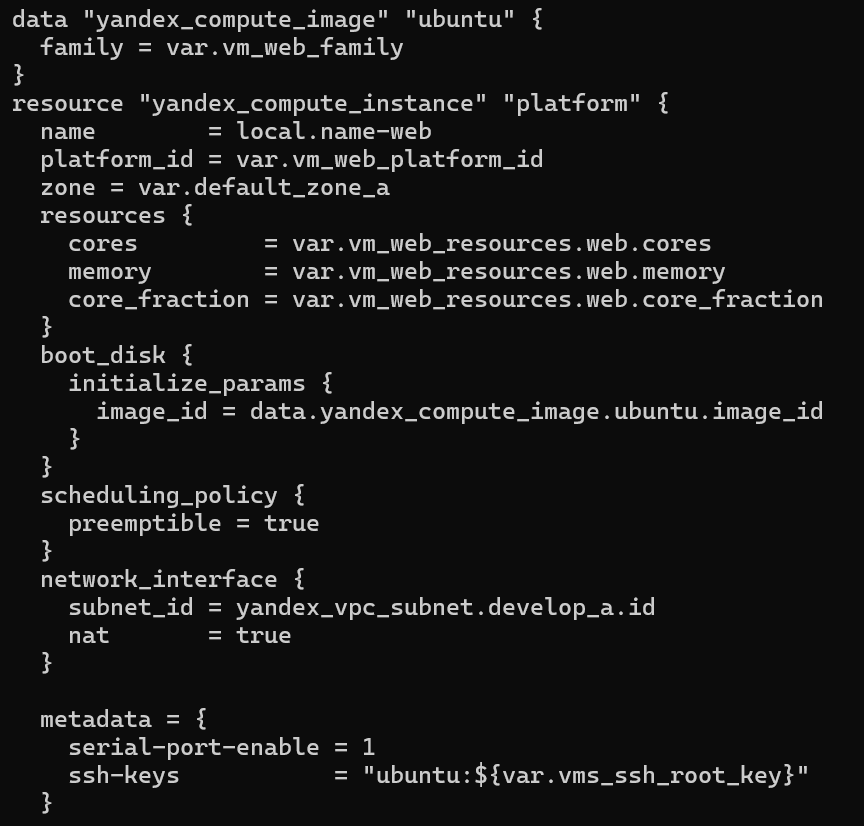 data "yandex_compute_image" "ubuntu" {
  family = var.vm_web_family
}
resource "yandex_compute_instance" "platform" {
  name        = local.name-web
  platform_id = var.vm_web_platform_id
  zone = var.default_zone_a
  resources {
    cores         = var.vm_web_resources.web.cores
    memory        = var.vm_web_resources.web.memory
    core_fraction = var.vm_web_resources.web.core_fraction
  }
  boot_disk {
    initialize_params {
      image_id = data.yandex_compute_image.ubuntu.image_id
    }
  }
  scheduling_policy {
    preemptible = true
  }
  network_interface {
    subnet_id = yandex_vpc_subnet.develop_a.id
    nat       = true
  }

  metadata = {
    serial-port-enable = 1
    ssh-keys           = "ubuntu:${var.vms_ssh_root_key}"
  }